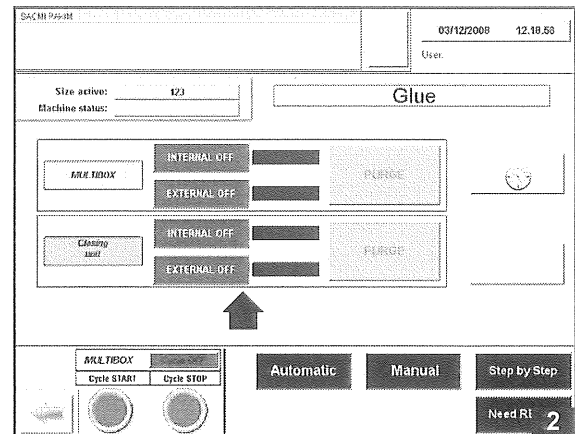 SACMI PAKIM
03/12/2008 12.18.58
User:
Size active: 123
Machine status:
Glue
MULTIBOX
INTERNAL OFF
EXTERNAL OFF
PURGE
Closing unit
INTERNAL OFF
EXTERNAL OFF
PURGE
MULTIBOX
Cycle START Cycle STOP
Automatic Manual Step by Step
Need RE 2